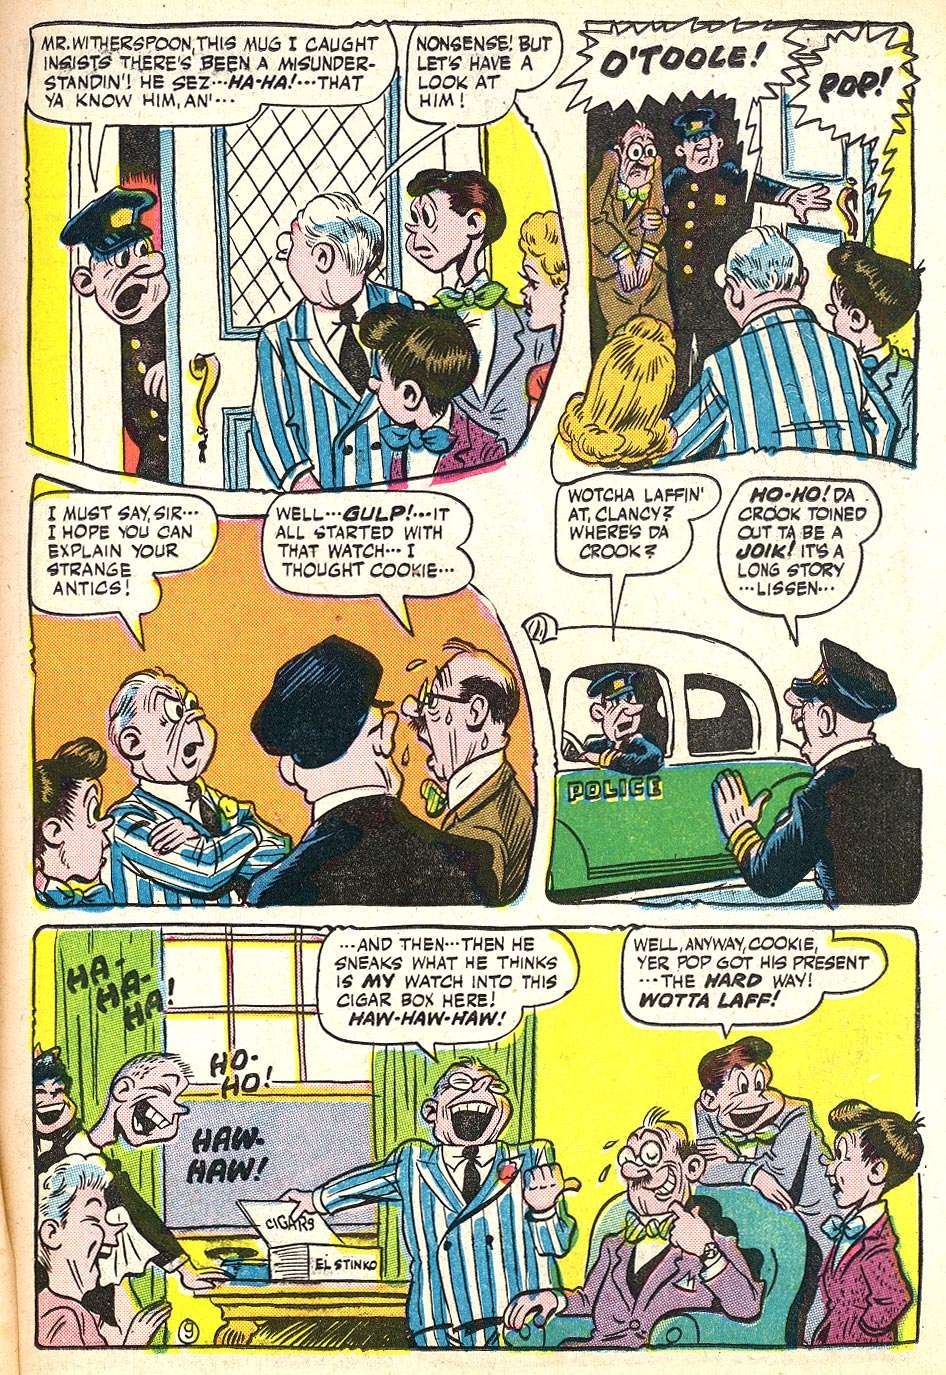 MR. WITHERSPOON, THIS MUG I CAUGHT
INSISTS THERE'S BEEN A MISUNDER-
STANDIN'! HE SEZ--- HA-HA!--- THAT
YA KNOW HIM, AN'---
NONSENSE! BUT
LET'S HAVE A
LOOK AT
HIM!
O'TOOLE!
POP!
I MUST SAY, SIR---
I HOPE YOU CAN
EXPLAIN YOUR
STRANGE
ANTICS!
WELL--- GULP!--- IT
ALL STARTED WITH
THAT WATCH--- I
THOUGHT COOKIE---
WOTCHA LAFFIN'
AT, CLANCY?
WHERE'S DA
CROOK?
HO-HO! DA
CROOK TOINED
OUT TA BE A
JOIK! IT'S A
LONG STORY
---LISSEN---
POLICE
HA-
HA-
HA!
HO-
HO!
HAW-
HAW!
---AND THEN--- THEN HE
SNEAKS WHAT HE THINKS
IS MY WATCH INTO THIS
CIGAR BOX HERE!
HAW-HAW-HAW!
WELL, ANYWAY, COOKIE,
YER POP GOT HIS PRESENT
---THE HARD WAY!
WOTTA LAFF!
CIGARS
EL STINKO
9